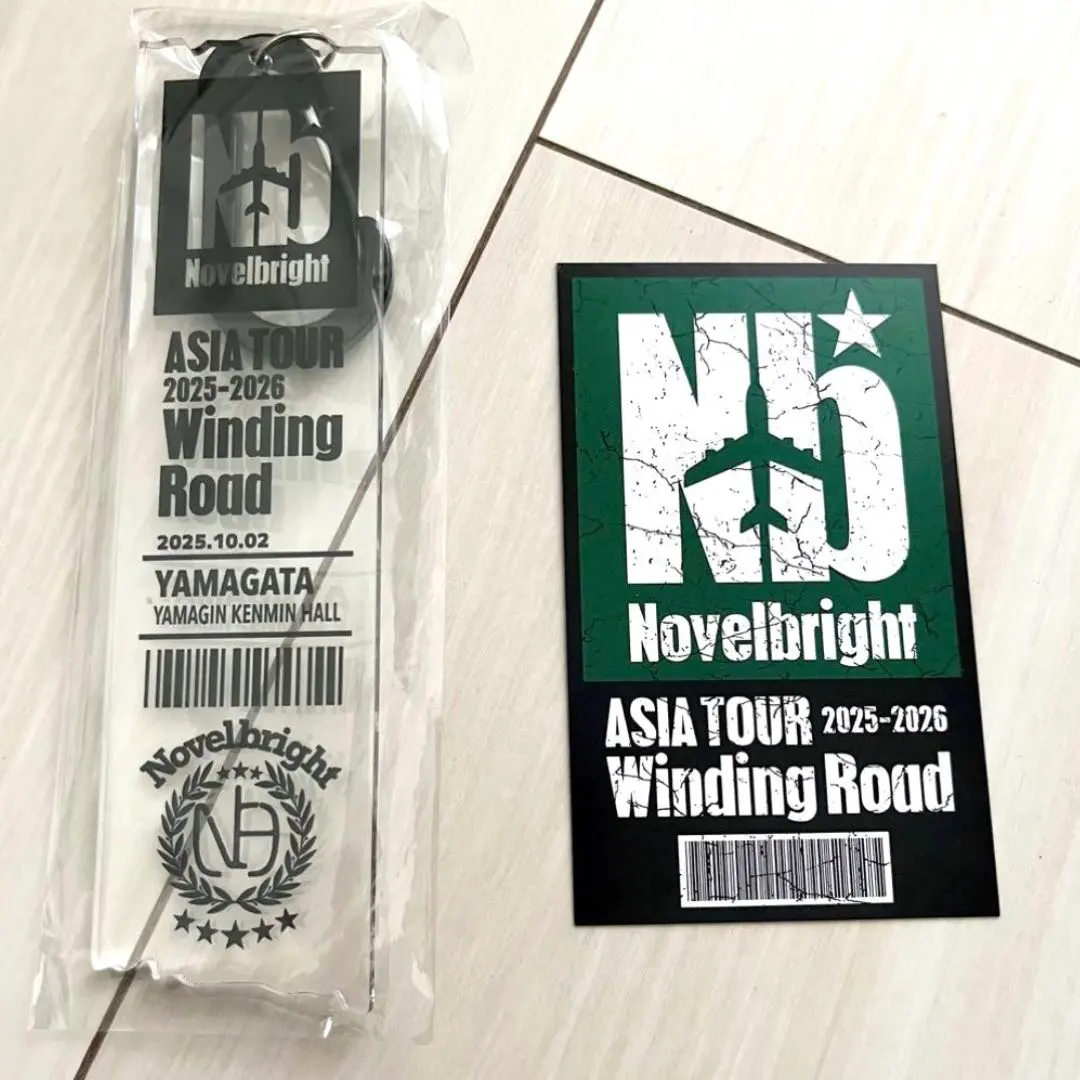 Nb
Novelbright
ASIA TOUR
2025-2026
Winding
Road
2025.10.02
YAMAGATA
YAMAGIN KENMIN HALL
Novelbright
NB
Nb
Novelbright
ASIA TOUR 2025-2026
Winding Road